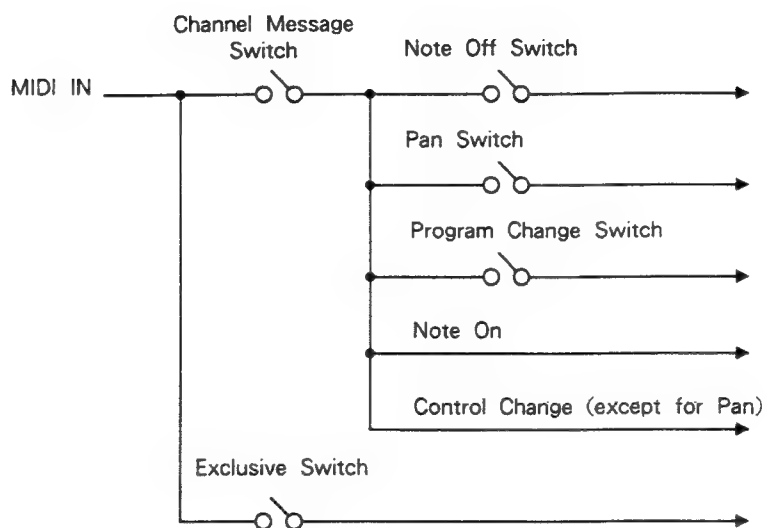 Channel Message
Switch
Note Off Switch
MIDI IN
Pan Switch
Program Change Switch
Note On
Control Change (except for Pan)
Exclusive Switch